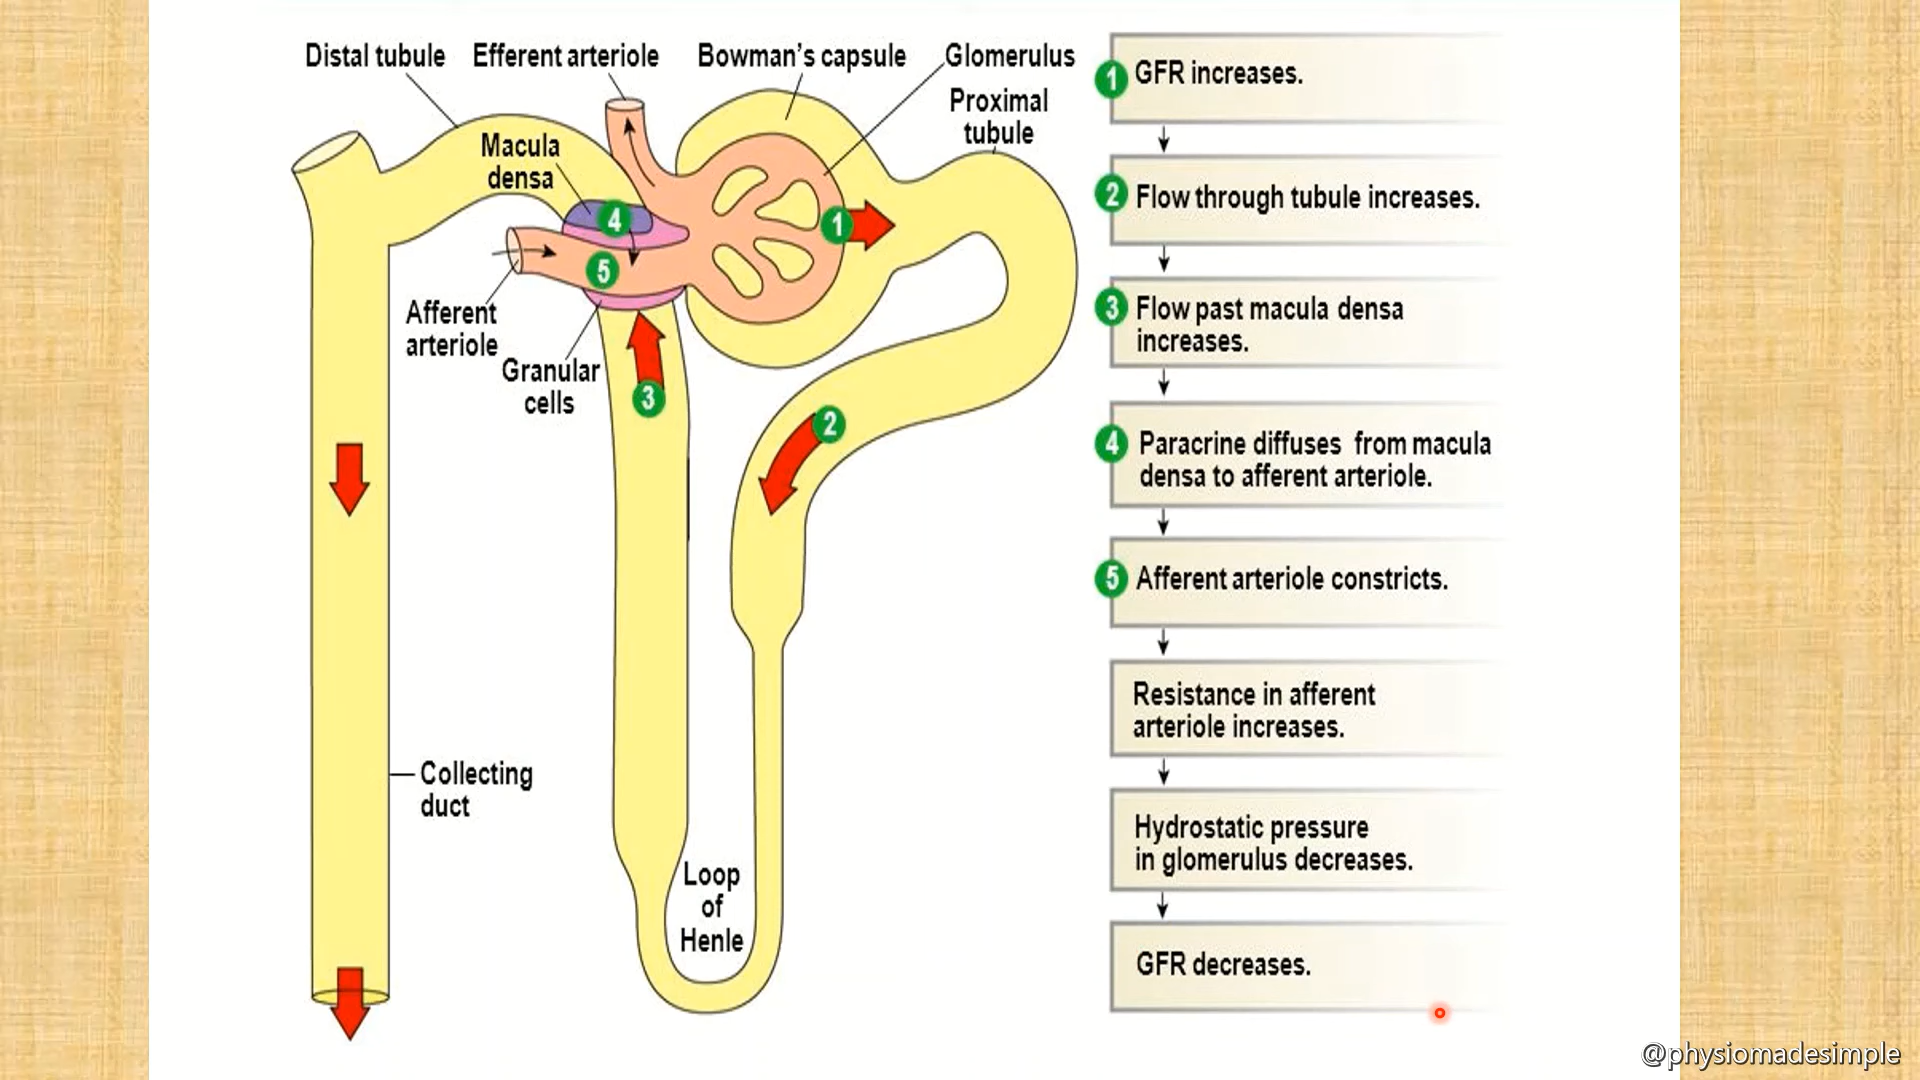 Distal tubule
Efferent arteriole
Bowman's capsule
Glomerulus
Proximal
tubule
Macula
densa
4
1
5
Afferent
arteriole
Granular
cells
3
2
Collecting
duct
Loop
of
Henle
1 GFR increases.
2 Flow through tubule increases.
3 Flow past macula densa
increases.
4 Paracrine diffuses from macula
densa to afferent arteriole.
5 Afferent arteriole constricts.
Resistance in afferent
arteriole increases.
Hydrostatic pressure
in glomerulus decreases.
GFR decreases.
@physiomadesimple